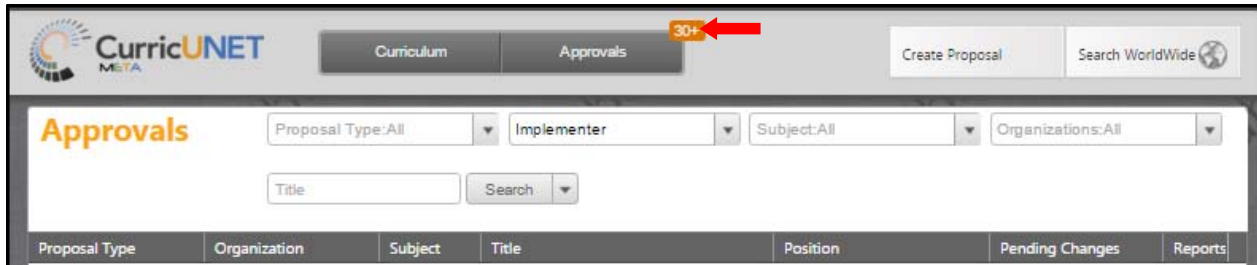 30+
CurricUNET
META
Curriculum
Approvals
Create Proposal
Search WorldWide
Approvals
Proposal Type:All
Implementer
Subject:All
Organizations:All
Title
Search
Proposal Type Organization Subject Title Position Pending Changes Reports